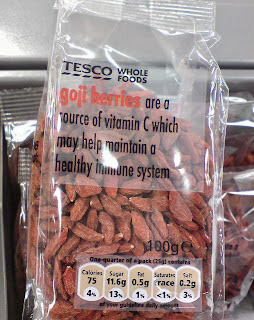 TESCO WHOLE FOODS
goji berries are a
source of vitamin C which
may help maintain a
healthy immune system
100g e
One-quarter of a pack (25g) contains
Calories Sugar Fat Saturates Salt
75 11.6g 0.5g Trace 0.2g
4% 13% 1% <1% 3%
of your guideline daily amount